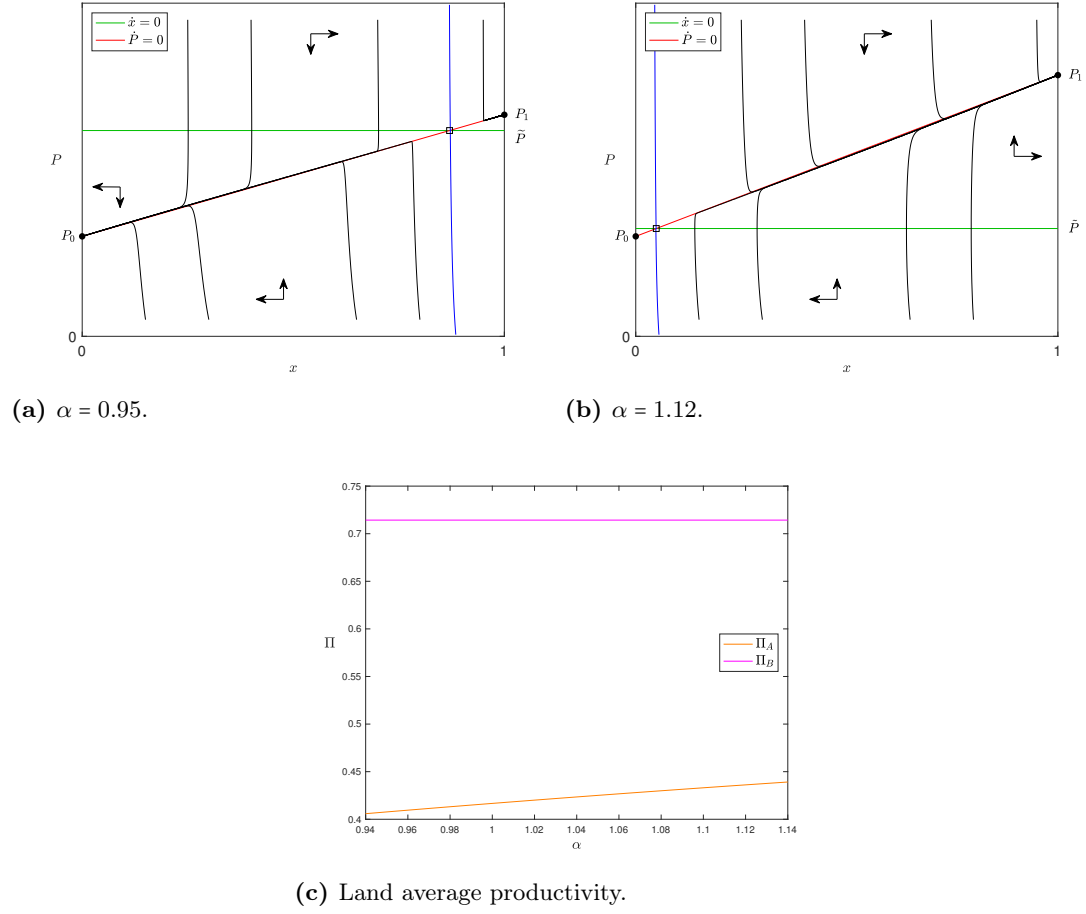 ẋ = 0
Ṗ = 0
P
P₁
P̃
P₀
0
0
1
x
ẋ = 0
Ṗ = 0
P
P₁
P̃
P₀
0
0
1
x
(a) α = 0.95.
(b) α = 1.12.
0.75
0.7
0.65
0.6
0.55
0.5
0.45
0.4
Π
Π_A
Π_B
0.94 0.96 0.98 1 1.02 1.04 1.06 1.08 1.1 1.12 1.14
α
(c) Land average productivity.